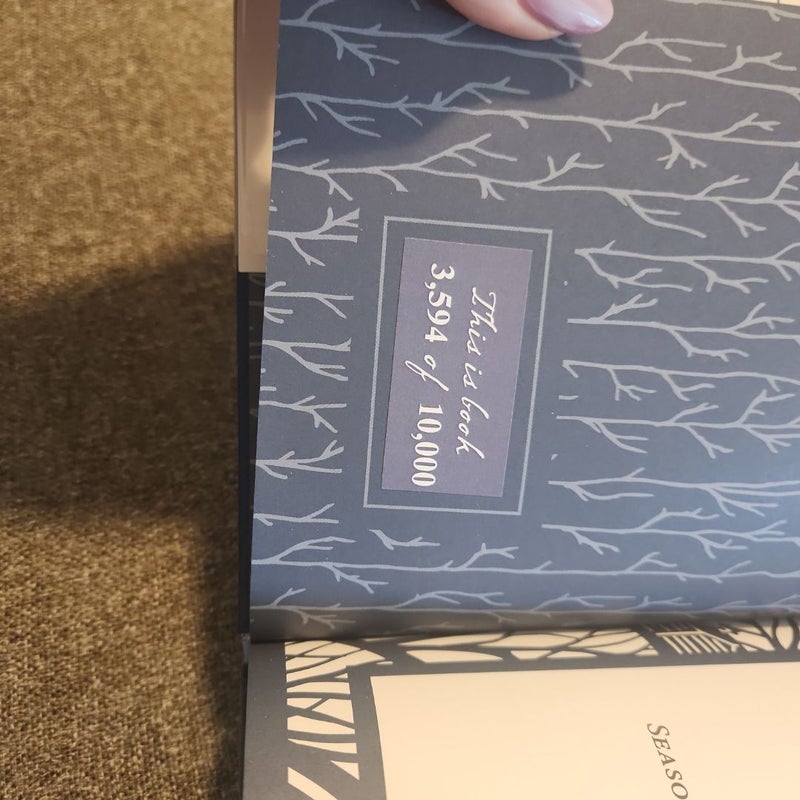 This is book
3,594 of 10,000
SEASO